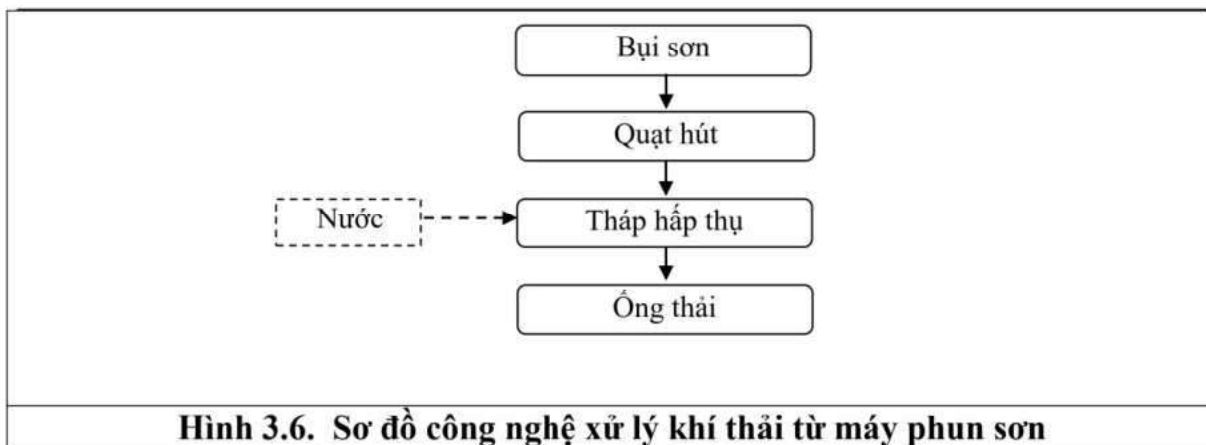 Bụi sơn
Quạt hút
Nước
Tháp hấp thụ
Ống thải
Hình 3.6. Sơ đồ công nghệ xử lý khí thải từ máy phun sơn